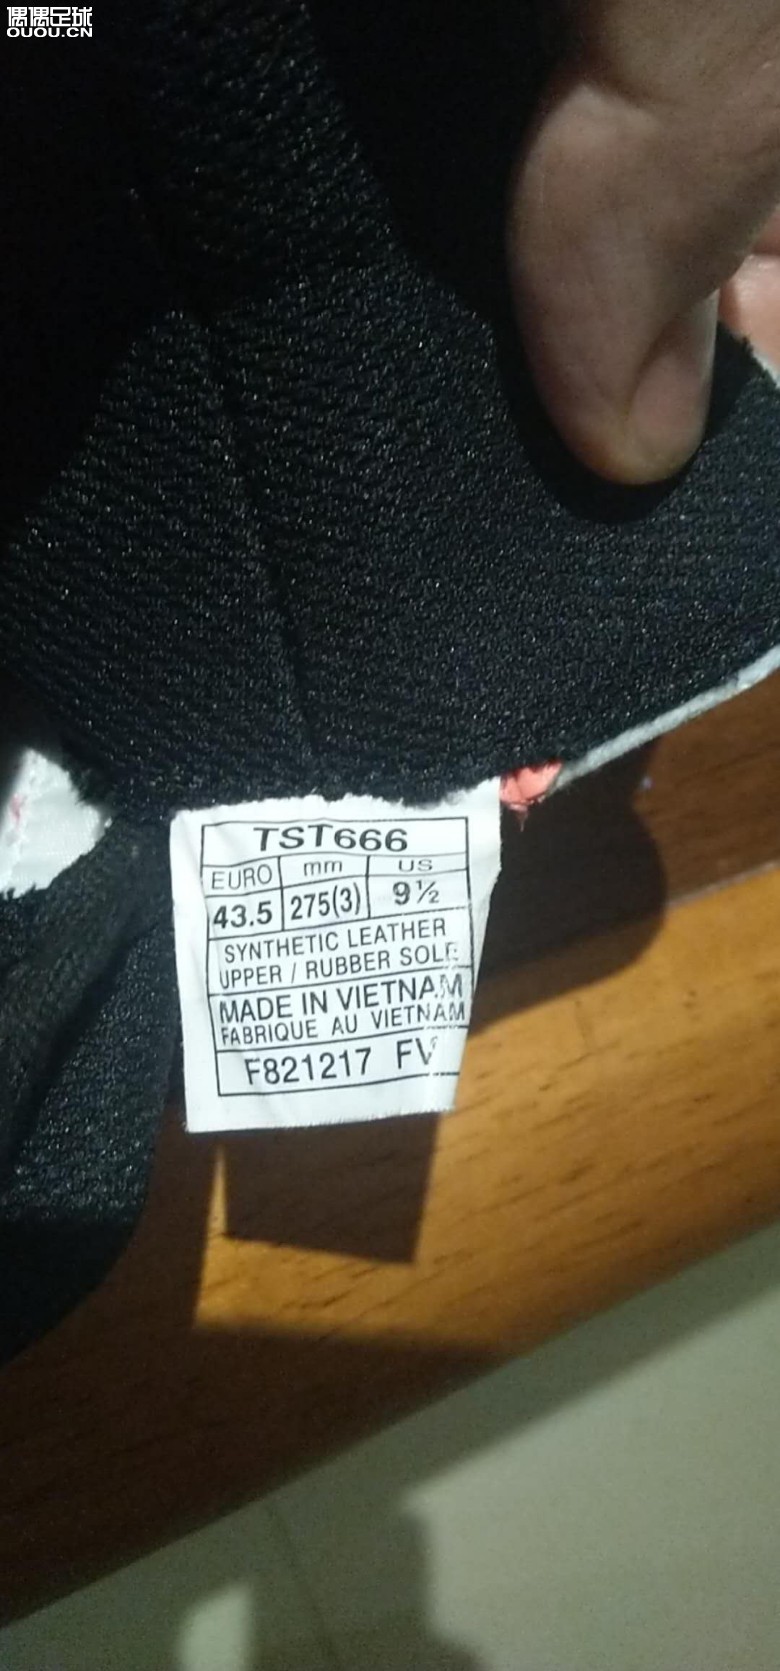 偶偶足球
OUOU.CN
TST666
EURO mm US
43.5 275(3) 9½
SYNTHETIC LEATHER
UPPER / RUBBER SOLE
MADE IN VIETNAM
FABRIQUE AU VIETNAM
F821217 FV